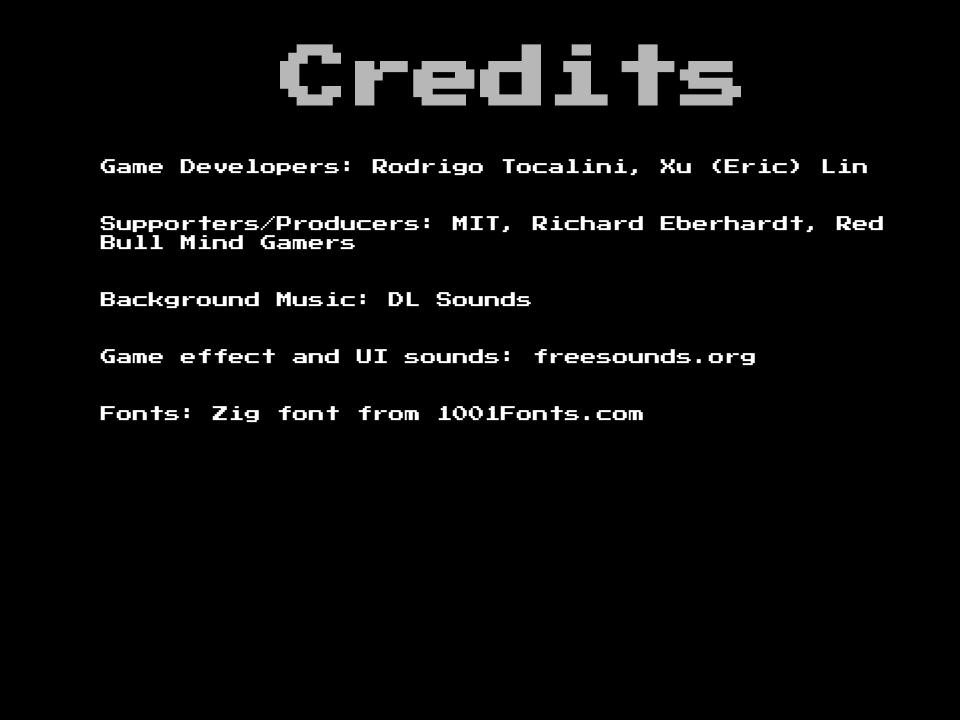 Credits
Game Developers: Rodrigo Tocalini, Xu (Eric) Lin
Supporters/Producers: MIT, Richard Eberhardt, Red
Bull Mind Gamers
Background Music: DL Sounds
Game effect and UI sounds: freesounds.org
Fonts: Zig font from 1001Fonts.com